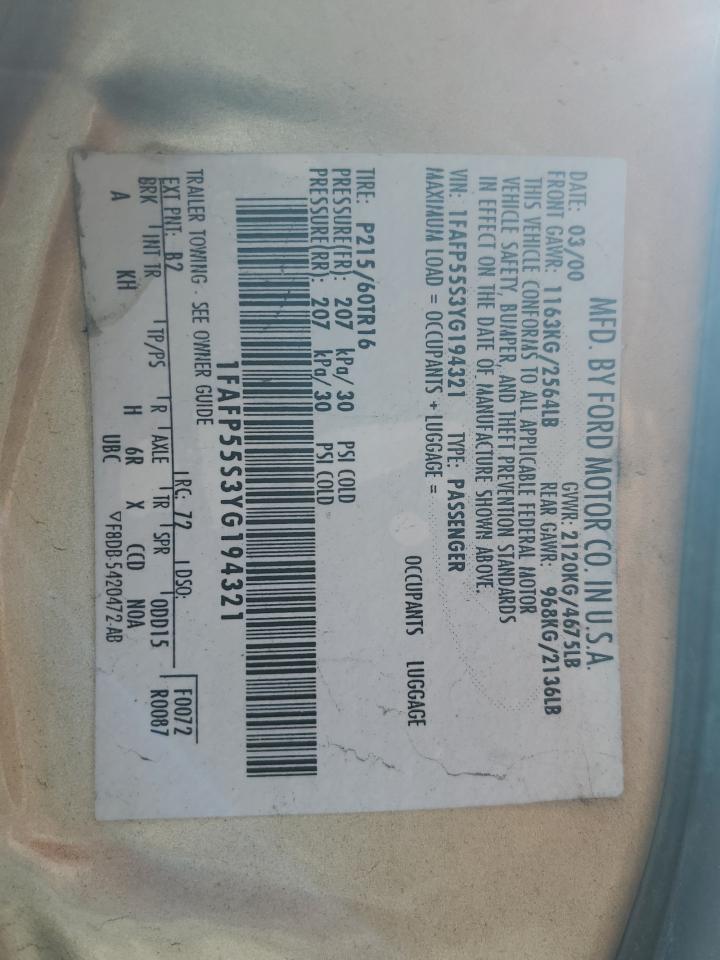 MFD. BY FORD MOTOR CO. IN U.S.A.
DATE: 03/00 GVWR: 2120KG/4675LB
FRONT GAWR: 1163KG/2564LB REAR GAWR: 968KG/2136LB
THIS VEHICLE CONFORMS TO ALL APPLICABLE FEDERAL MOTOR
VEHICLE SAFETY, BUMPER, AND THEFT PREVENTION STANDARDS
IN EFFECT ON THE DATE OF MANUFACTURE SHOWN ABOVE.
VIN: 1FAFP55S3YG194321 TYPE: PASSENGER
MAXIMUM LOAD = OCCUPANTS + LUGGAGE =
OCCUPANTS LUGGAGE
TIRE: P215/60TR16
PRESSURE(FR): 207 kPa/30 PSI COLD
PRESSURE(RR): 207 kPa/30 PSI COLD
1FAFP55S3YG194321
TRAILER TOWING - SEE OWNER GUIDE
EXT PNT: B2 RC: 72 DSO: F0072
BRK INT TR TP/PS R AXLE TR SPR ODD15 R0087
A KH H 6R X CCD NOA
UBC ▽F8DB-5420472-AB